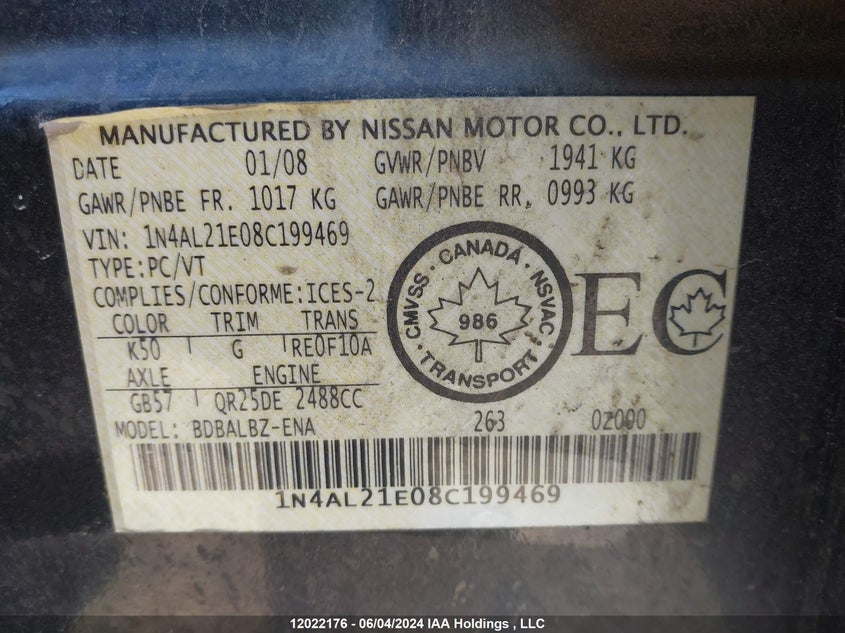 MANUFACTURED BY NISSAN MOTOR CO., LTD.
DATE 01/08 GVWR/PNBV 1941 KG
GAWR/PNBE FR. 1017 KG GAWR/PNBE RR. 0993 KG
VIN: 1N4AL21E08C199469
TYPE:PC/VT
COMPLIES/CONFORME:ICES-2
COLOR TRIM TRANS
K50 G RE0F10A
AXLE ENGINE
GB57 QR25DE 2488CC
MODEL: BDBALBZ-ENA 263 0Z000
CMVSS · CANADA · NSVAC · TRANSPORT ·
986
EC
1N4AL21E08C199469
12022176 - 06/04/2024 IAA Holdings , LLC